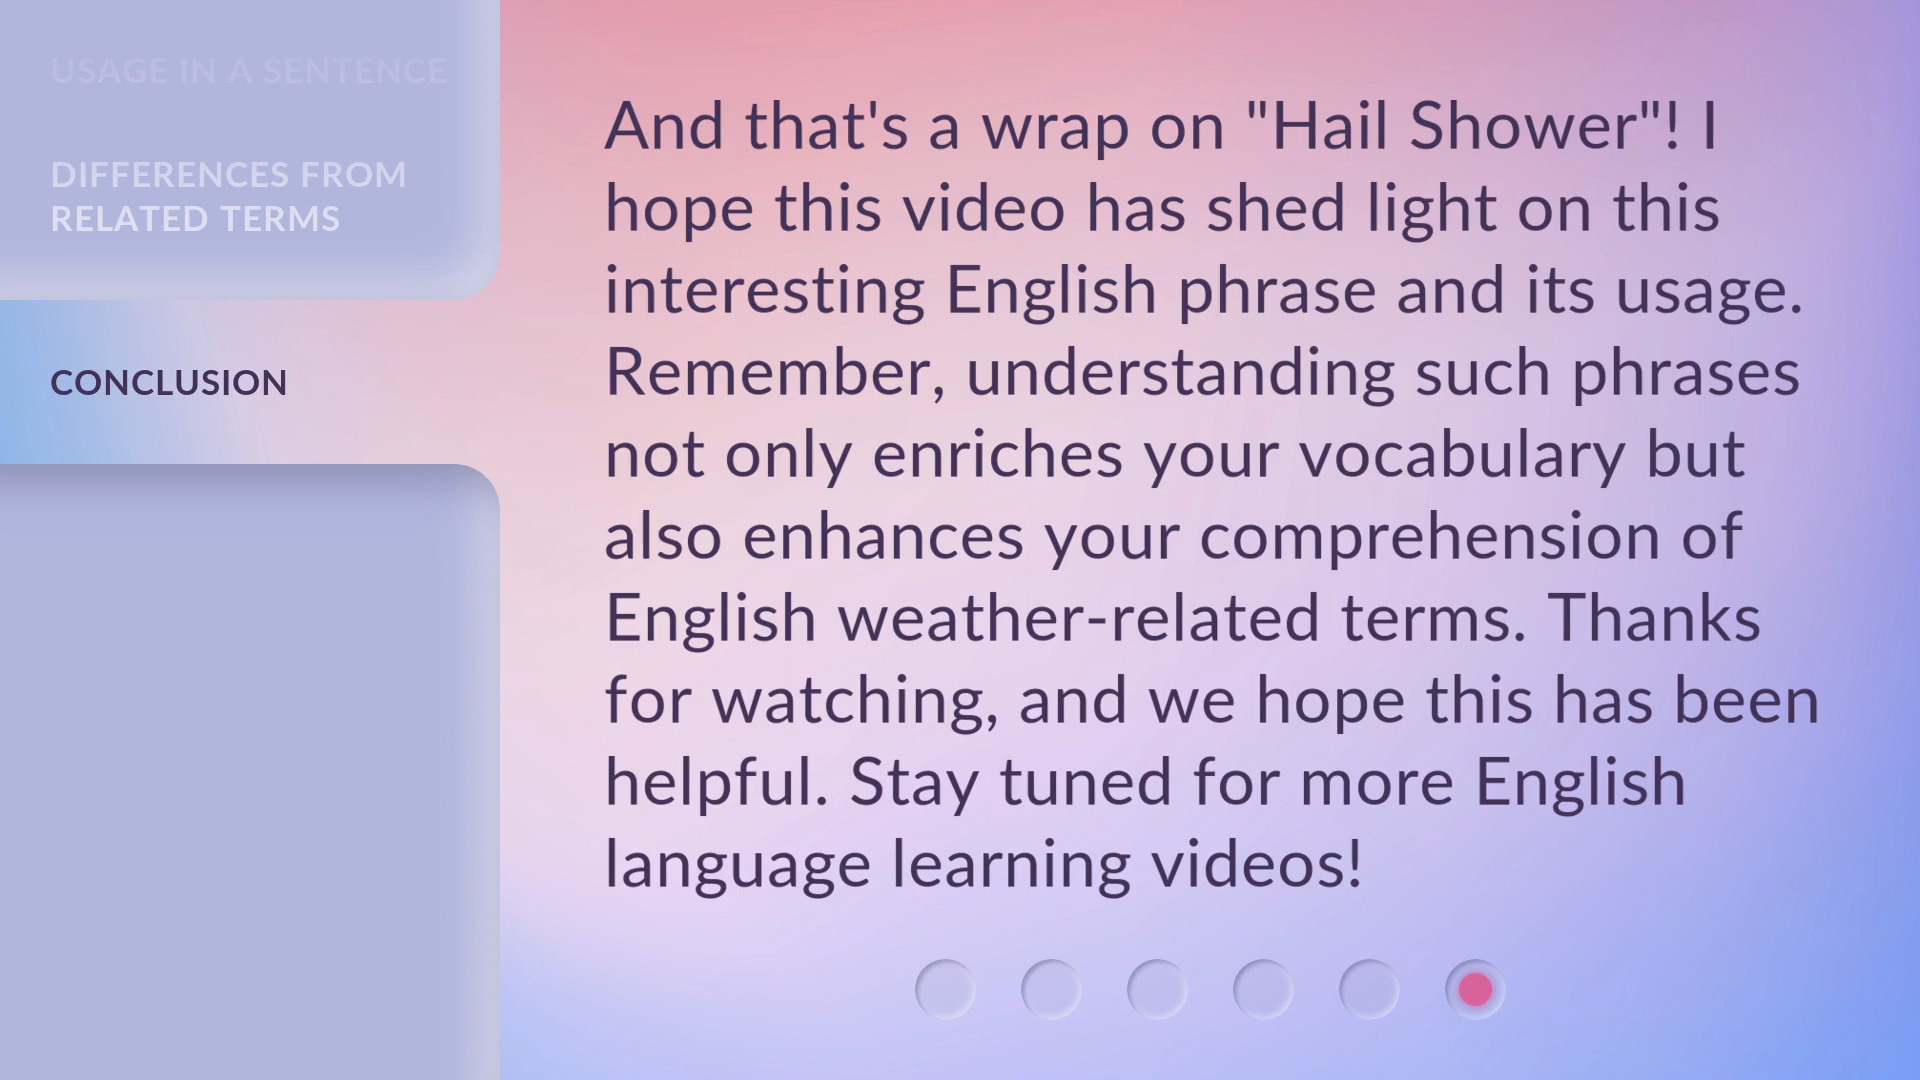 USAGE IN A SENTENCE
DIFFERENCES FROM
RELATED TERMS
CONCLUSION
And that's a wrap on "Hail Shower"! I
hope this video has shed light on this
interesting English phrase and its usage.
Remember, understanding such phrases
not only enriches your vocabulary but
also enhances your comprehension of
English weather-related terms. Thanks
for watching, and we hope this has been
helpful. Stay tuned for more English
language learning videos!